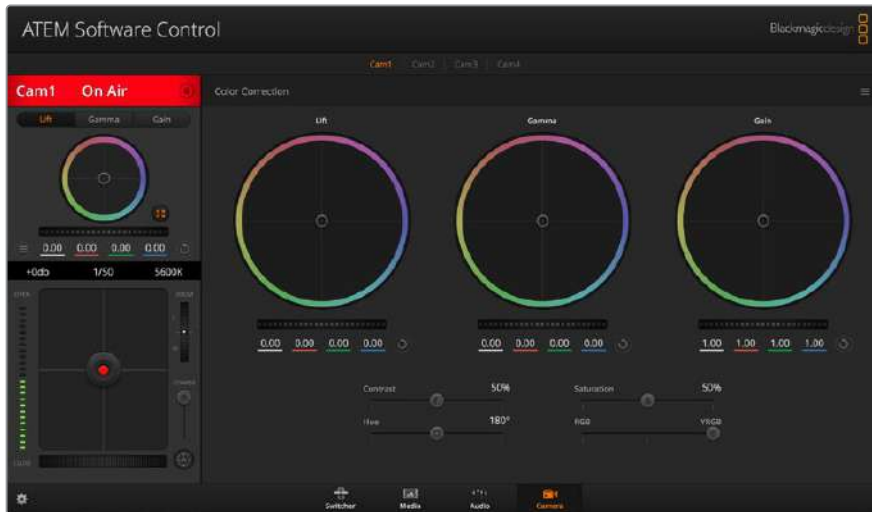 ATEM Software Control
Blackmagicdesign
Cam1 Cam2 Cam3 Cam4
Cam1 On Air
Color Correction
Lift Gamma Gain
Lift Gamma Gain
0.00 0.00 0.00 0.00
+0db 1/50 5600K
0.00 0.00 0.00 0.00
0.00 0.00 0.00 0.00
1.00 1.00 1.00 1.00
Contrast 50%
Saturation 50%
Hue 180°
RGB YRGB
Switcher Media Audio Camera